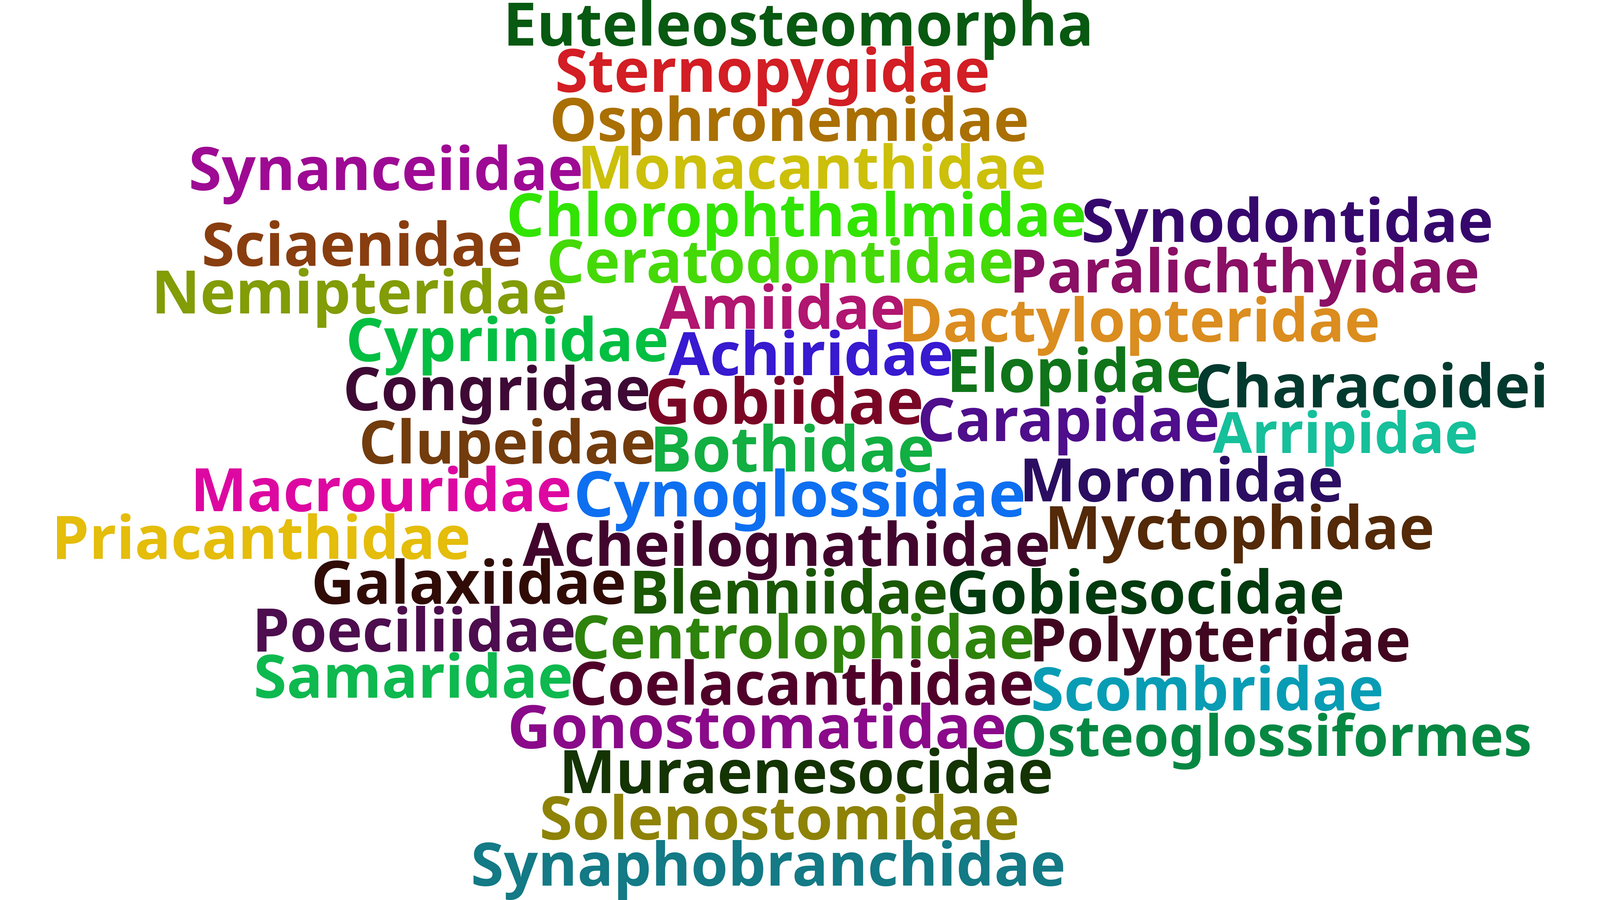 Euteleosteomorpha
Sternopygidae
Osphronemidae
Synanceiidae Monacanthidae
Chlorophthalmidae Synodontidae
Sciaenidae Ceratodontidae Paralichthyidae
Nemipteridae Amiidae Dactylopteridae
Cyprinidae Achiridae Elopidae Characoidei
Congridae Gobiidae Carapidae Arripidae
Clupeidae Bothidae
Macrouridae Cynoglossidae Moronidae
Priacanthidae Acheilognathidae Myctophidae
Galaxiidae Blenniidae Gobiesocidae
Poeciliidae Centrolophidae Polypteridae
Samaridae Coelacanthidae Scombridae
Gonostomatidae Osteoglossiformes
Muraenesocidae
Solenostomidae
Synaphobranchidae